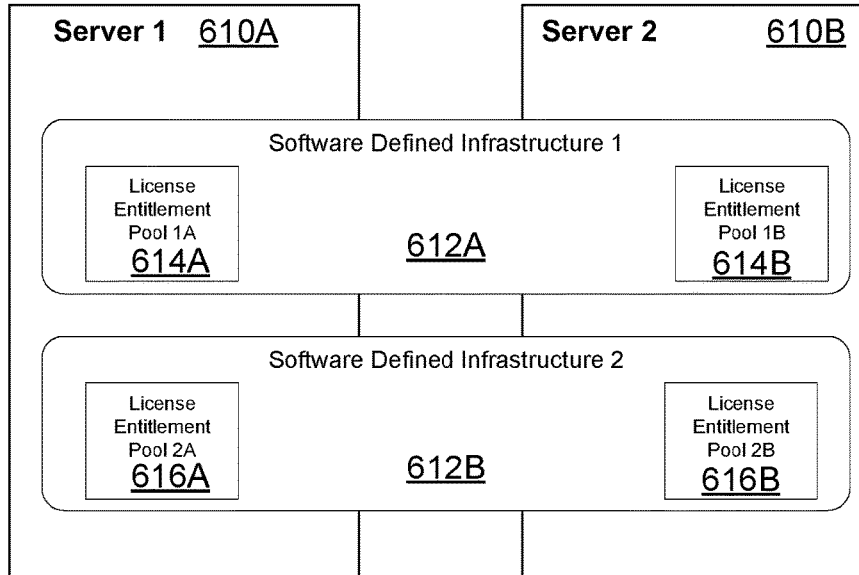 Server 1 610A
Server 2 610B
Software Defined Infrastructure 1
License
Entitlement
Pool 1A
614A
612A
License
Entitlement
Pool 1B
614B
Software Defined Infrastructure 2
License
Entitlement
Pool 2A
616A
612B
License
Entitlement
Pool 2B
616B